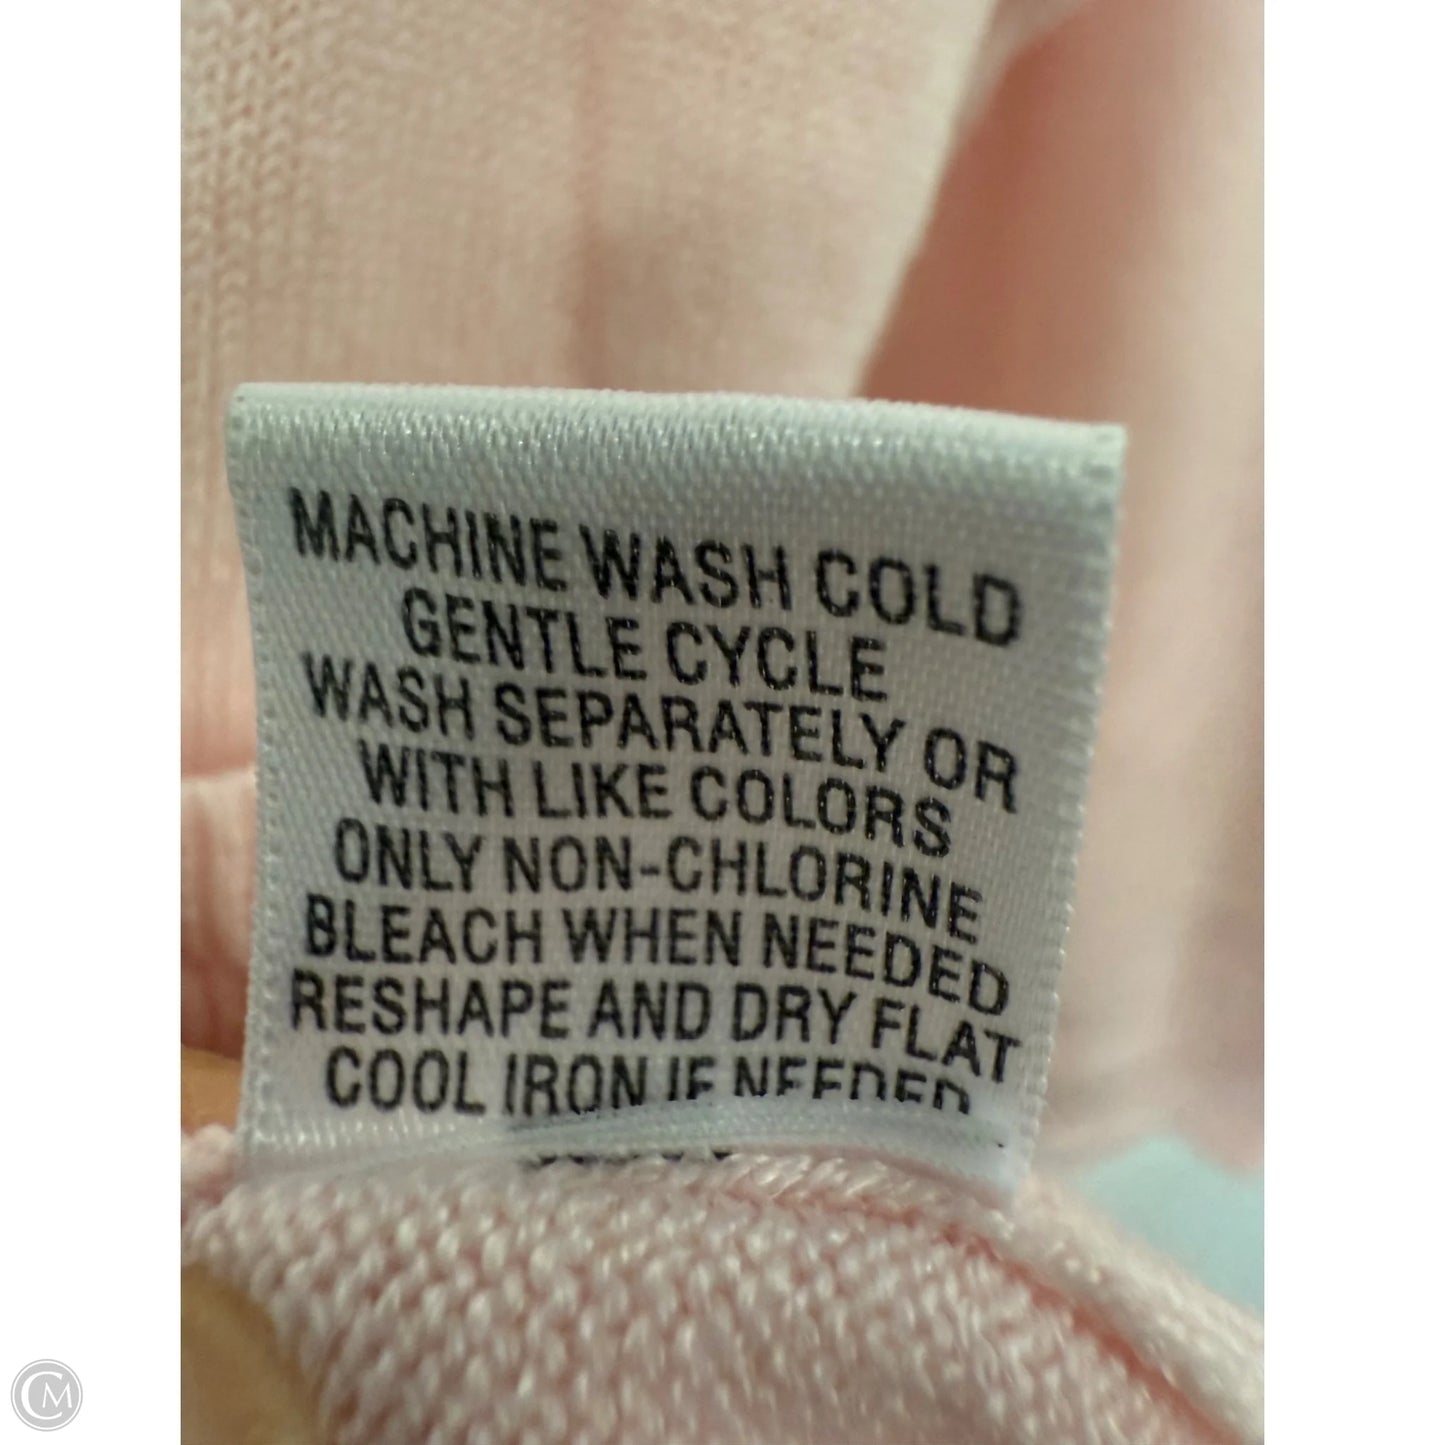 MACHINE WASH COLD
GENTLE CYCLE
WASH SEPARATELY OR
WITH LIKE COLORS
ONLY NON-CHLORINE
BLEACH WHEN NEEDED
RESHAPE AND DRY FLAT
COOL IRON IF NEEDED
CM